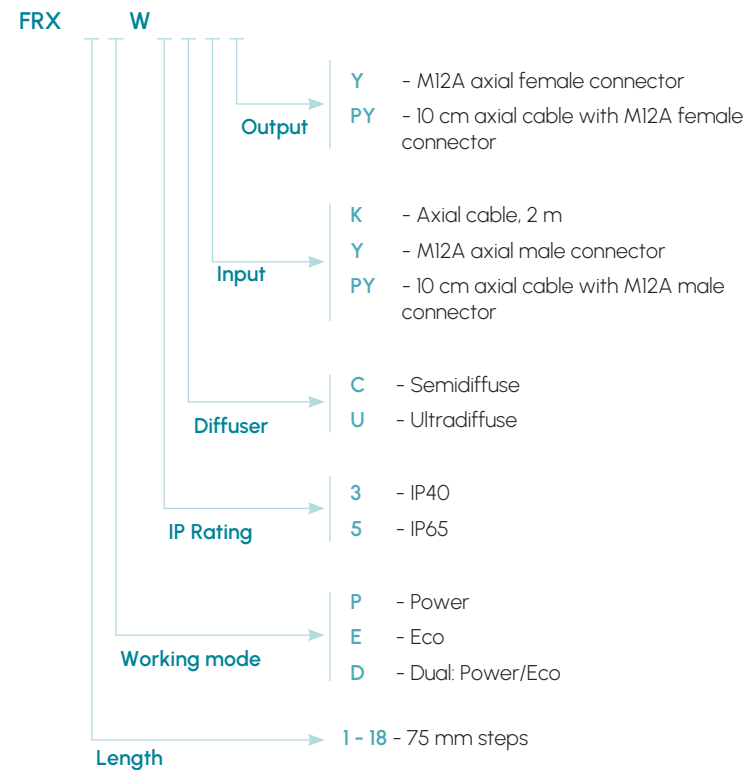 FRX W
Output
Y - M12A axial female connector
PY - 10 cm axial cable with M12A female
connector
Input
K - Axial cable, 2 m
Y - M12A axial male connector
PY - 10 cm axial cable with M12A male
connector
Diffuser
C - Semidiffuse
U - Ultradiffuse
IP Rating
3 - IP40
5 - IP65
Working mode
P - Power
E - Eco
D - Dual: Power/Eco
Length
1 - 18 - 75 mm steps